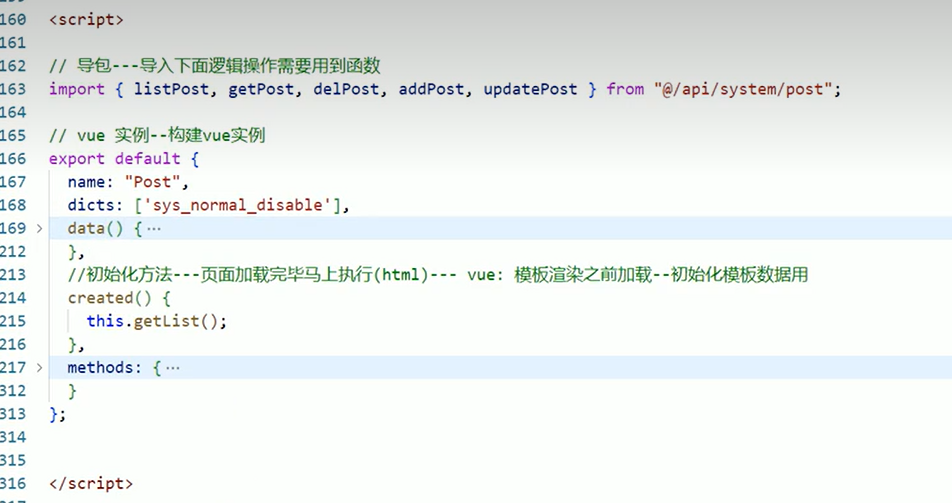 160 <script>
161
162 // 导包---导入下面逻辑操作需要用到函数
163 import { listPost, getPost, delPost, addPost, updatePost } from "@/api/system/post";
164
165 // vue 实例--构建vue实例
166 export default {
167 name: "Post",
168 dicts: ['sys_normal_disable'],
169 data() { ···
212 },
213 //初始化方法---页面加载完毕马上执行(html)--- vue: 模板渲染之前加载--初始化模板数据用
214 created() {
215 this.getList();
216 },
217 methods: { ···
312 }
313 };
314
315
316 </script>